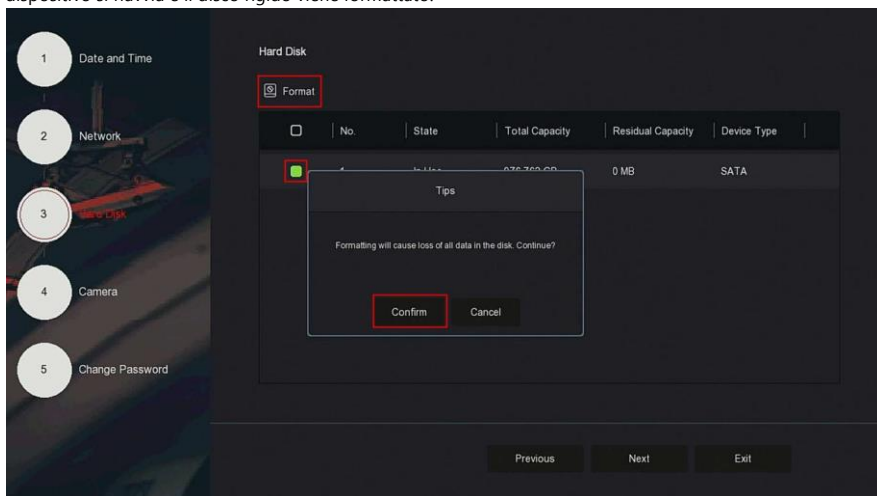 1 Date and Time
2 Network
3 Hard Disk
4 Camera
5 Change Password
Hard Disk
Format
No. State Total Capacity Residual Capacity Device Type
0 MB SATA
Tips
Formatting will cause loss of all data in the disk. Continue?
Confirm Cancel
Previous Next Exit